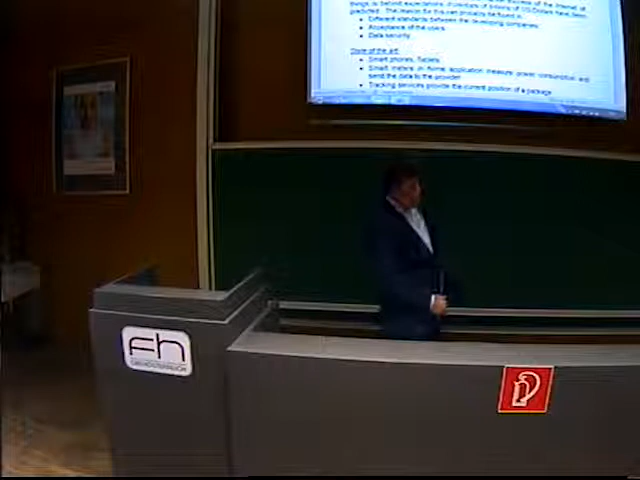 things is behind expectations.
predicted. The reason for this can probably be found in
Different standards between the developing companies
Acceptance of the users
Data security
State of the art:
Smart phones, Tablets
Smart meters in home application measure power consumption and
send the data to the provider
Tracking services provide the current position of a package
fh
OBERÖSTERREICH